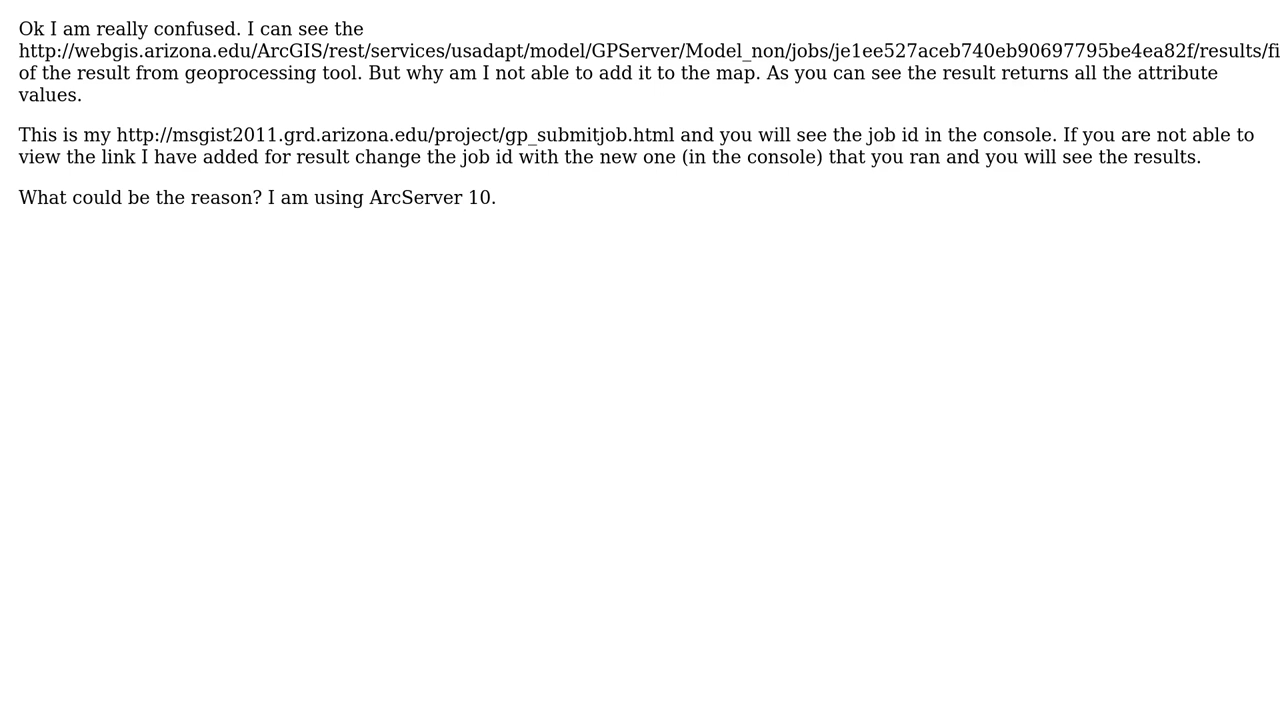 Ok I am really confused. I can see the
http://webgis.arizona.edu/ArcGIS/rest/services/usadapt/model/GPServer/Model_non/jobs/je1ee527aceb740eb90697795be4ea82f/results/fi
of the result from geoprocessing tool. But why am I not able to add it to the map. As you can see the result returns all the attribute
values.
This is my http://msgist2011.grd.arizona.edu/project/gp_submitjob.html and you will see the job id in the console. If you are not able to
view the link I have added for result change the job id with the new one (in the console) that you ran and you will see the results.
What could be the reason? I am using ArcServer 10.